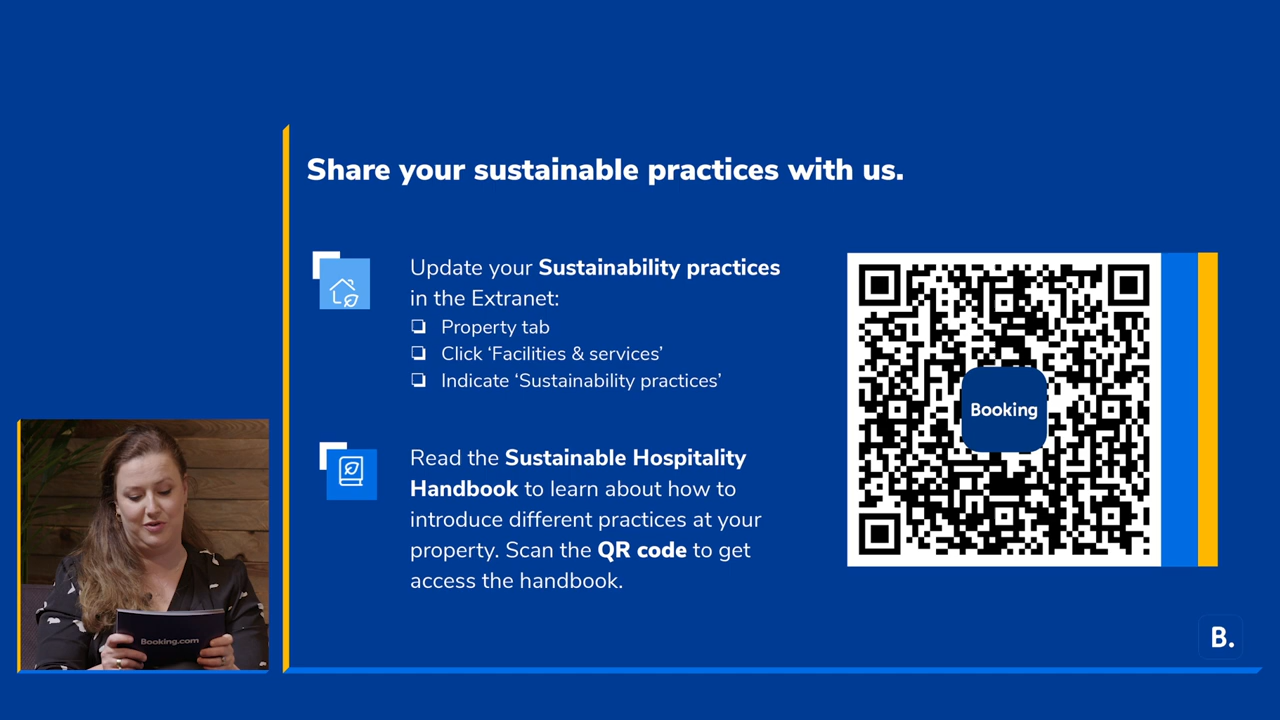 Share your sustainable practices with us.
Update your Sustainability practices
in the Extranet:
❏ Property tab
❏ Click ‘Facilities & services’
❏ Indicate ‘Sustainability practices’
Read the Sustainable Hospitality
Handbook to learn about how to
introduce different practices at your
property. Scan the QR code to get
access the handbook.
Booking
Booking.com
B.